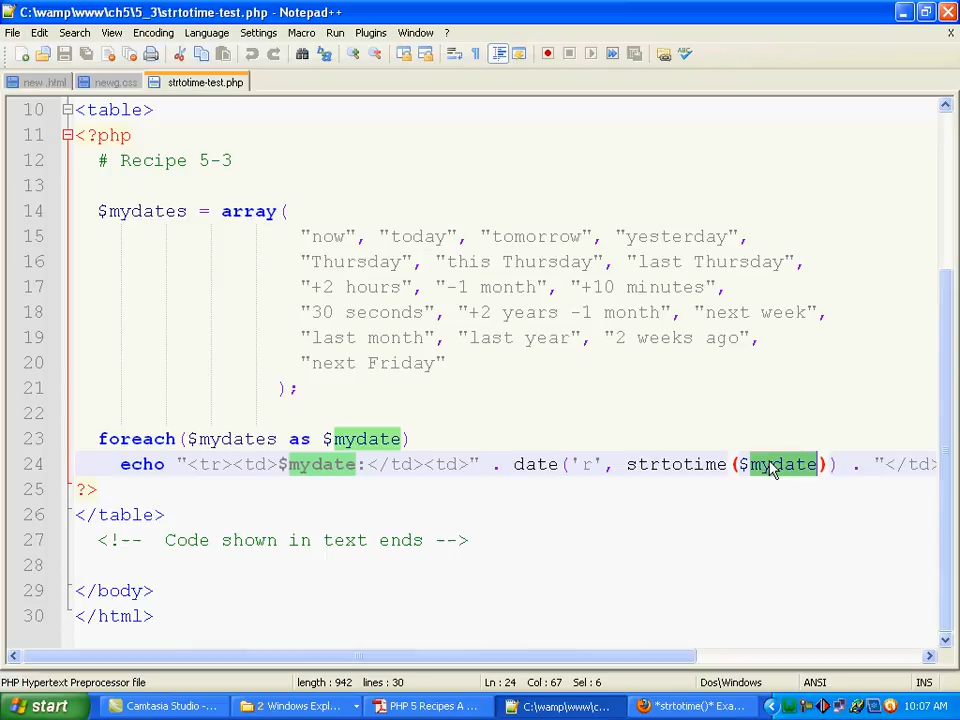 C:\wamp\www\ch5\5_3\strtotime-test.php - Notepad++
File Edit Search View Encoding Language Settings Macro Run Plugins Window ? X
new .html newg.css strtotime-test.php
10 <table>
11 <?php
12 # Recipe 5-3
13
14 $mydates = array(
15 "now", "today", "tomorrow", "yesterday",
16 "Thursday", "this Thursday", "last Thursday",
17 "+2 hours", "-1 month", "+10 minutes",
18 "30 seconds", "+2 years -1 month", "next week",
19 "last month", "last year", "2 weeks ago",
20 "next Friday"
21 );
22
23 foreach($mydates as $mydate)
24 echo "<tr><td>$mydate:</td><td>" . date('r', strtotime($mydate)) . "</td>
25 ?>
26 </table>
27 <!-- Code shown in text ends -->
28
29 </body>
30 </html>
PHP Hypertext Preprocessor file length : 942 lines : 30 Ln : 24 Col : 67 Sel : 6 Dos\Windows ANSI INS
start Camtasia Studio -... 2 Windows Expl... PHP 5 Recipes A ... C:\wamp\www\c... *strtotime()* Exa... 10:07 AM